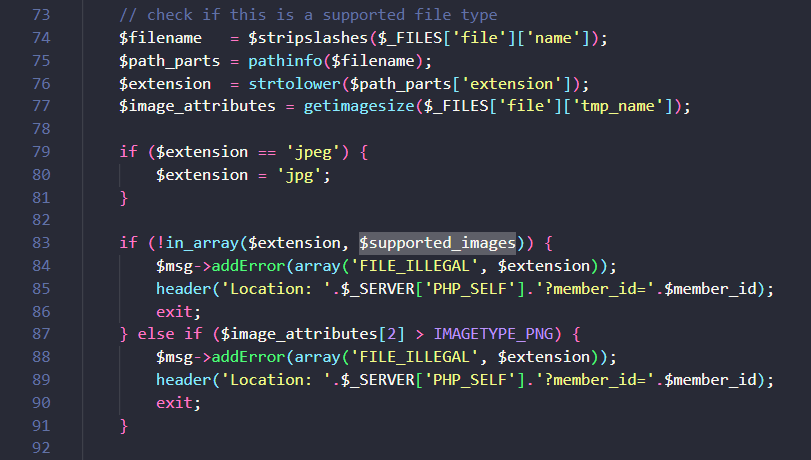 73 // check if this is a supported file type
74 $filename   = $stripslashes($_FILES['file']['name']);
75 $path_parts = pathinfo($filename);
76 $extension  = strtolower($path_parts['extension']);
77 $image_attributes = getimagesize($_FILES['file']['tmp_name']);
78
79 if ($extension == 'jpeg') {
80     $extension = 'jpg';
81 }
82
83 if (!in_array($extension, $supported_images)) {
84     $msg->addError(array('FILE_ILLEGAL', $extension));
85     header('Location: '.$_SERVER['PHP_SELF'].'?member_id='.$member_id);
86     exit;
87 } else if ($image_attributes[2] > IMAGETYPE_PNG) {
88     $msg->addError(array('FILE_ILLEGAL', $extension));
89     header('Location: '.$_SERVER['PHP_SELF'].'?member_id='.$member_id);
90     exit;
91 }
92